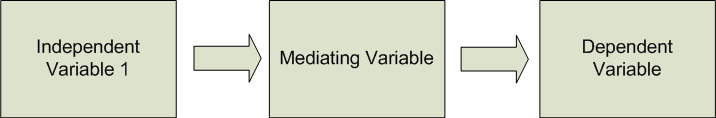 Independent
Variable 1
Mediating Variable
Dependent
Variable